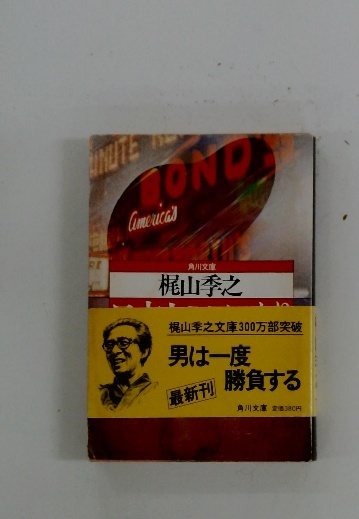 MINUTE
BOND
America's
角川文庫
梶山季之
梶山季之文庫300万部突破
男は一度
勝負する
最新刊
角川文庫 定価380円